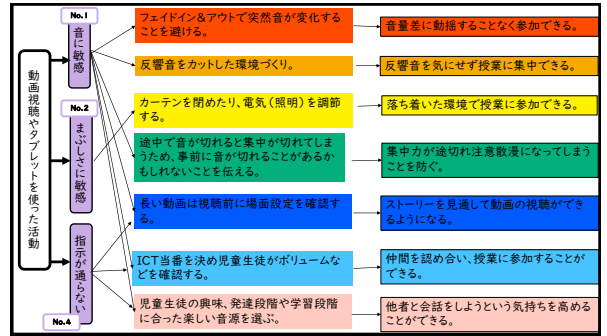 動画視聴やタブレットを使った活動
No.1
音に敏感
No.2
まぶしさに敏感
指示が通らない
No.4
フェイドイン&アウトで突然音が変化する
ことを避ける。
音量差に動揺することなく参加できる。
反響音をカットした環境づくり。
反響音を気にせず授業に集中できる。
カーテンを閉めたり、電気(照明)を調節
する。
落ち着いた環境で授業に参加できる。
途中で音が切れると集中が切れてしま
うため、事前に音が切れることがあるか
もしれないことを伝える。
集中力が途切れ注意散漫になってしまう
ことを防ぐ。
長い動画は視聴前に場面設定を確認す
る。
ストーリーを見通して動画の視聴ができ
るようになる。
ICT当番を決め児童生徒がボリュームな
どを確認する。
仲間を認め合い、授業に参加することが
できる。
児童生徒の興味、発達段階や学習段階
に合った楽しい音源を選ぶ。
他者と会話をしようという気持ちを高める
ことができる。